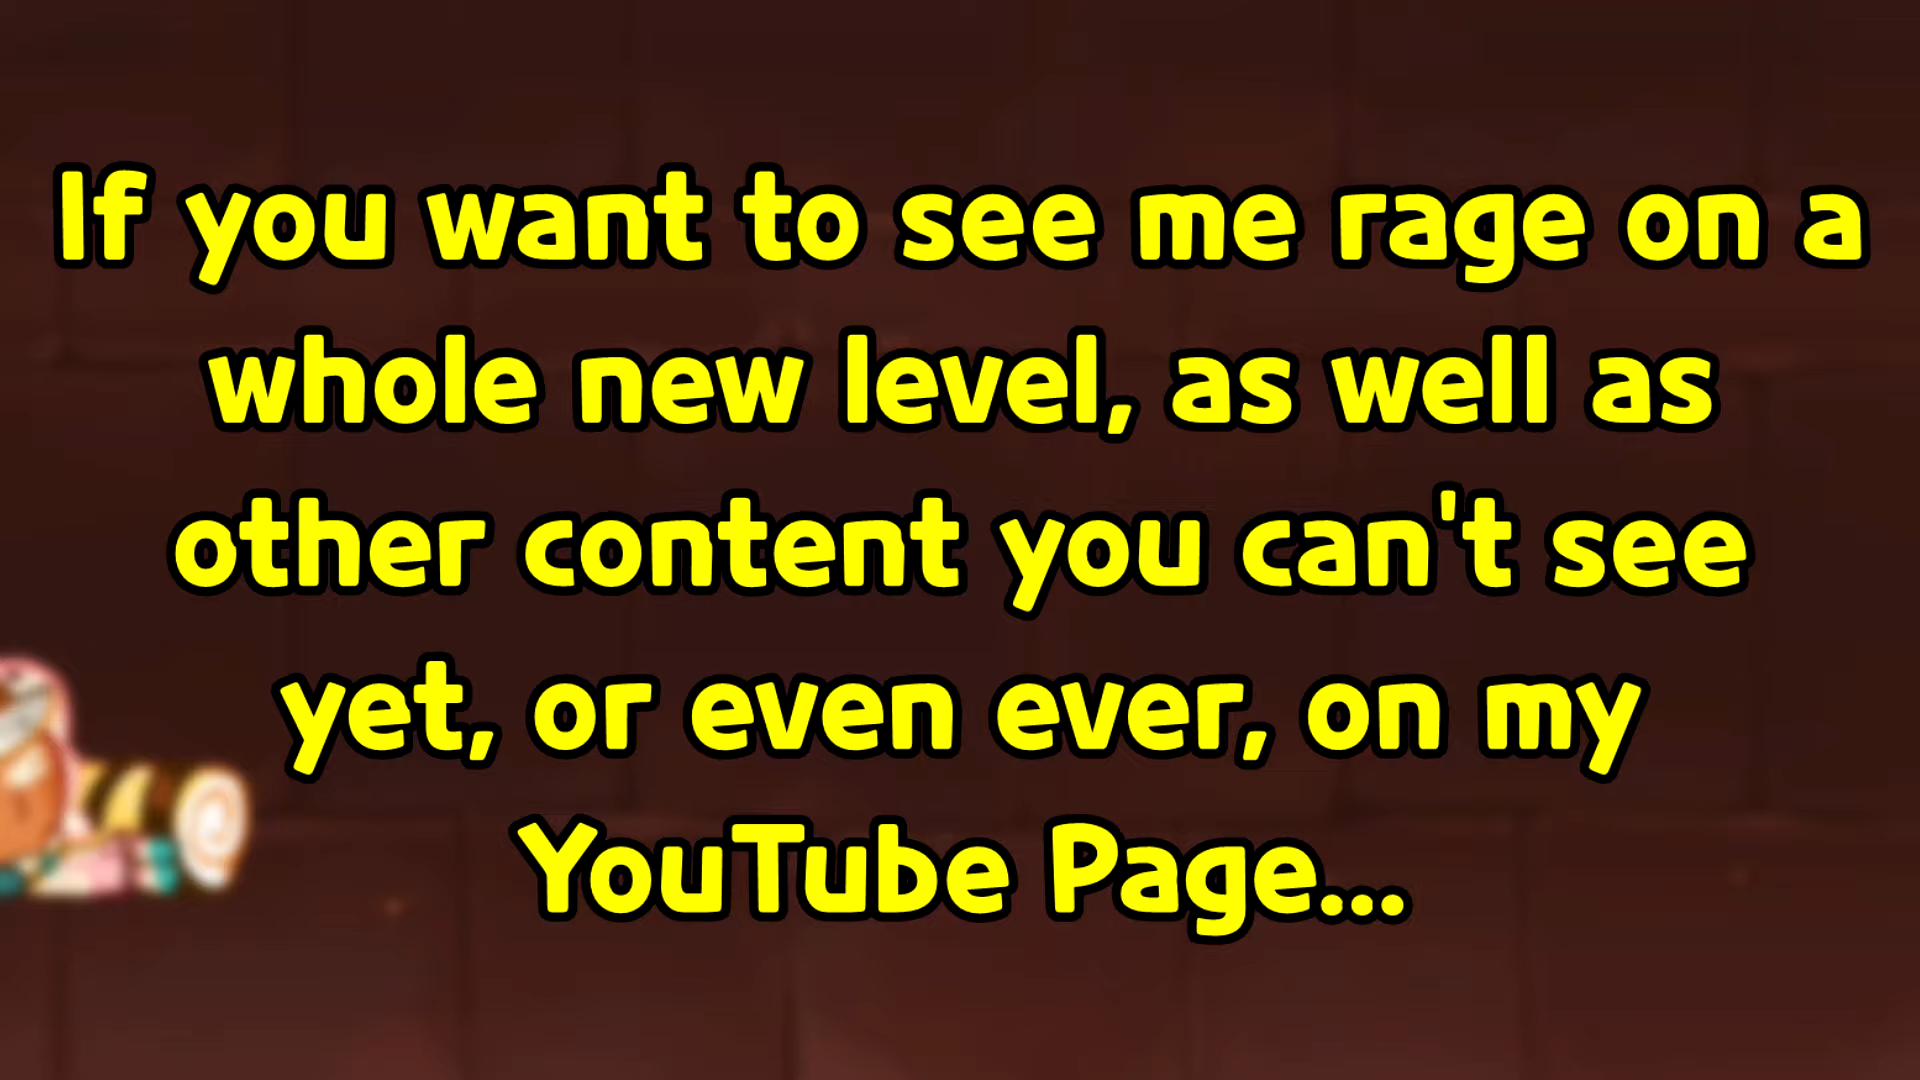 If you want to see me rage on a
whole new level, as well as
other content you can't see
yet, or even ever, on my
YouTube Page...